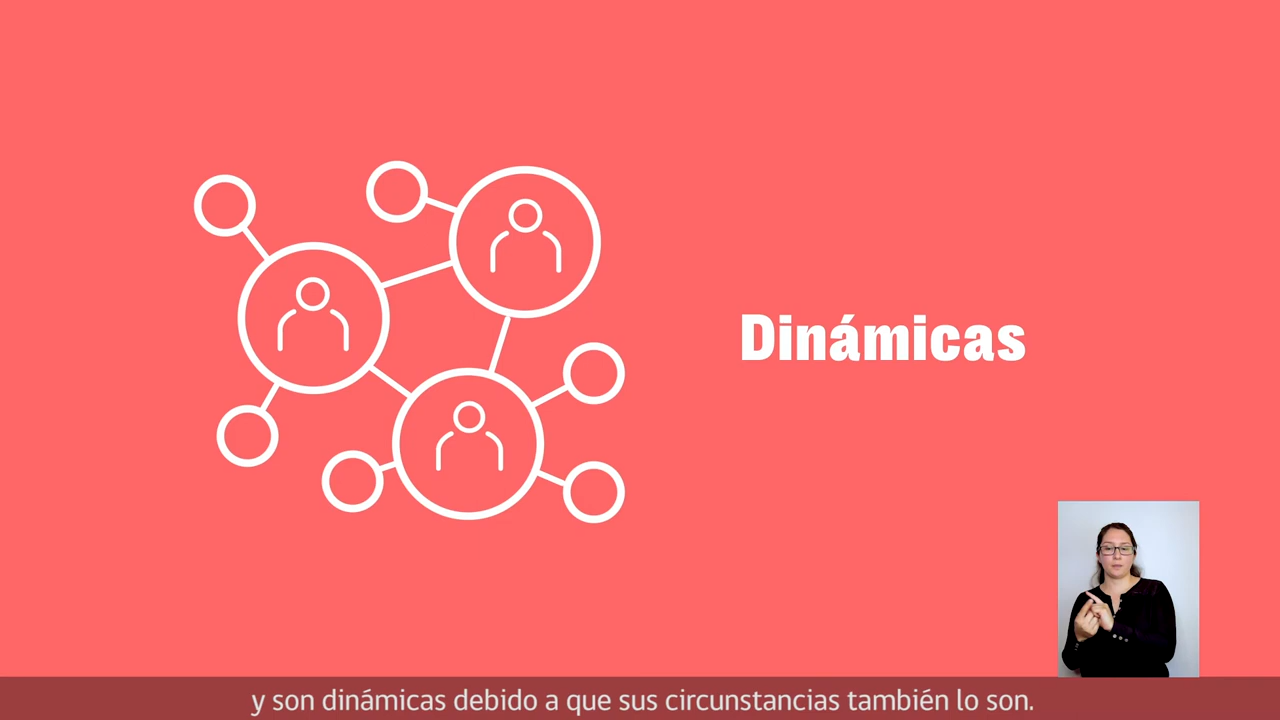 Dinámicas
y son dinámicas debido a que sus circunstancias también lo son.